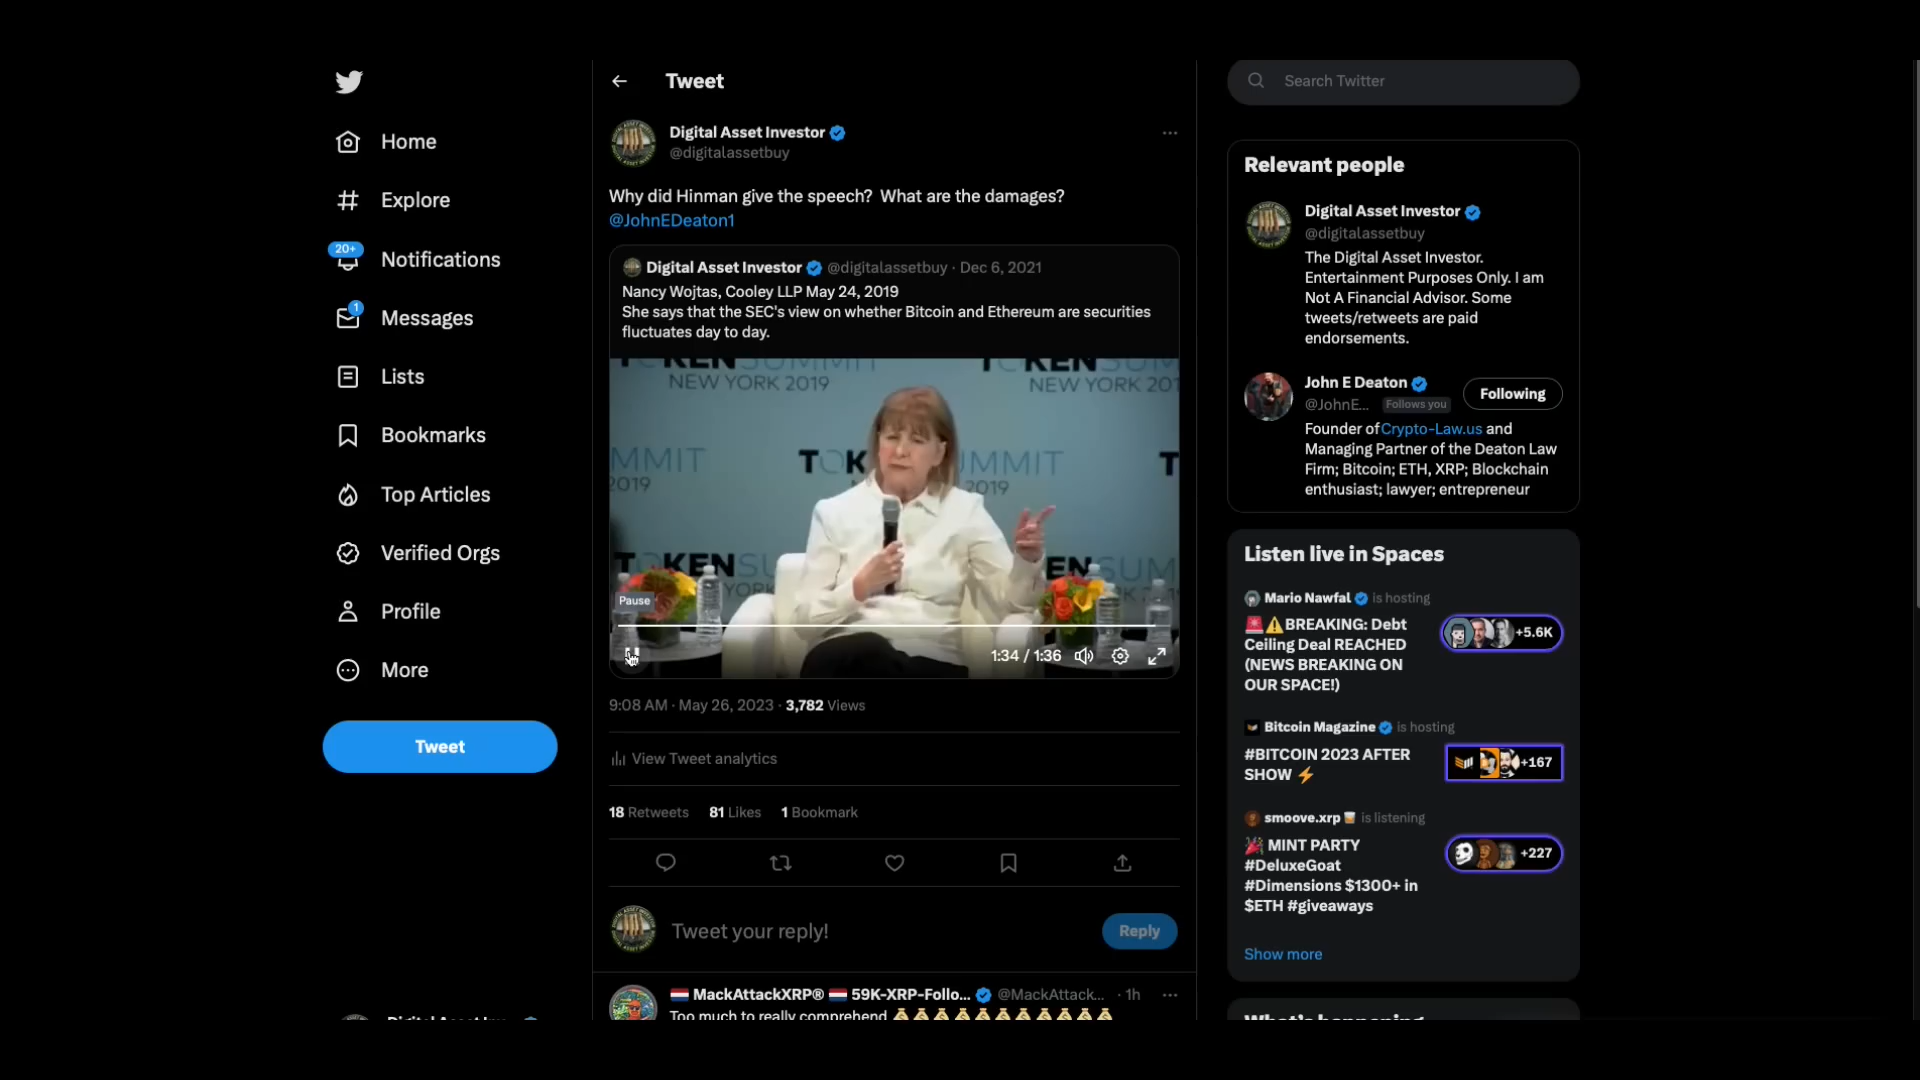 Tweet
Search Twitter
Home
Explore
20+
Notifications
1
Messages
Lists
Bookmarks
Top Articles
Verified Orgs
Profile
More
Tweet
Digital Asset Investor
@digitalassetbuy
Why did Hinman give the speech?  What are the damages?
@JohnEDeaton1
Digital Asset Investor @digitalassetbuy · Dec 6, 2021
Nancy Wojtas, Cooley LLP May 24, 2019
She says that the SEC's view on whether Bitcoin and Ethereum are securities
fluctuates day to day.
TOKEN SUMMIT
NEW YORK 2019
NEW YORK 201
MMIT
TOK
UMMIT
2019
2019
TOKEN
EN SUM
Pause
1:34 / 1:36
9:08 AM · May 26, 2023 · 3,782 Views
View Tweet analytics
18 Retweets 81 Likes 1 Bookmark
Tweet your reply!
Reply
MackAttackXRP® 59K-XRP-Follo... @MackAttack... · 1h
Too much to really comprehend
Relevant people
Digital Asset Investor
@digitalassetbuy
The Digital Asset Investor.
Entertainment Purposes Only. I am
Not A Financial Advisor. Some
tweets/retweets are paid
endorsements.
John E Deaton
@JohnE... Follows you
Following
Founder of Crypto-Law.us and
Managing Partner of the Deaton Law
Firm; Bitcoin; ETH, XRP; Blockchain
enthusiast; lawyer; entrepreneur
Listen live in Spaces
Mario Nawfal is hosting
🚨⚠️BREAKING: Debt
Ceiling Deal REACHED
(NEWS BREAKING ON
OUR SPACE!)
+5.6K
Bitcoin Magazine is hosting
#BITCOIN 2023 AFTER
SHOW ⚡
+167
smoove.xrp is listening
🎉 MINT PARTY
#DeluxeGoat
#Dimensions $1300+ in
$ETH #giveaways
+227
Show more
What's happening